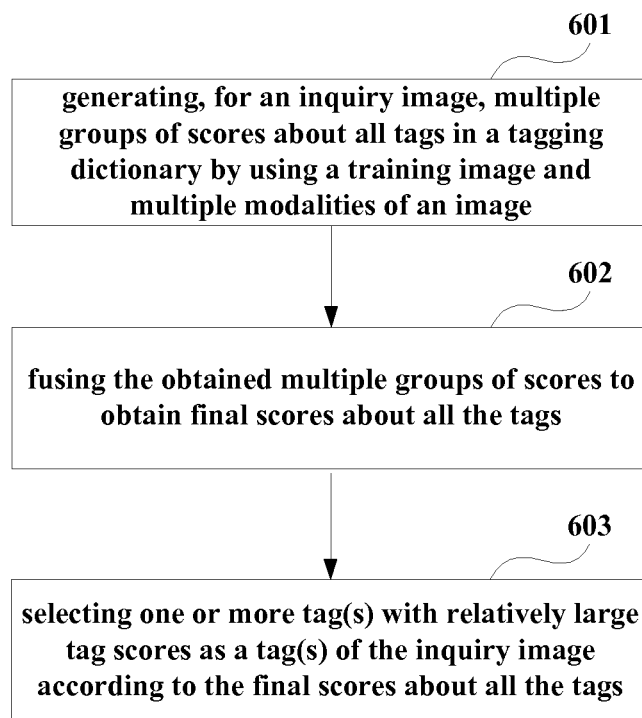 601
generating, for an inquiry image, multiple
groups of scores about all tags in a tagging
dictionary by using a training image and
multiple modalities of an image
602
fusing the obtained multiple groups of scores to
obtain final scores about all the tags
603
selecting one or more tag(s) with relatively large
tag scores as a tag(s) of the inquiry image
according to the final scores about all the tags